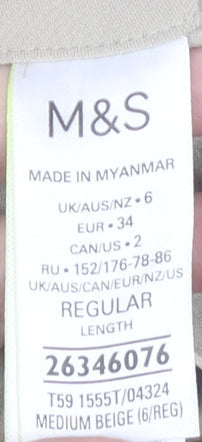 M&S
MADE IN MYANMAR
UK/AUS/NZ • 6
EUR • 34
CAN/US • 2
RU • 152/176-78-86
UK/AUS/CAN/EUR/NZ/US
REGULAR
LENGTH
26346076
T59 1555T/04324
MEDIUM BEIGE (6/REG)